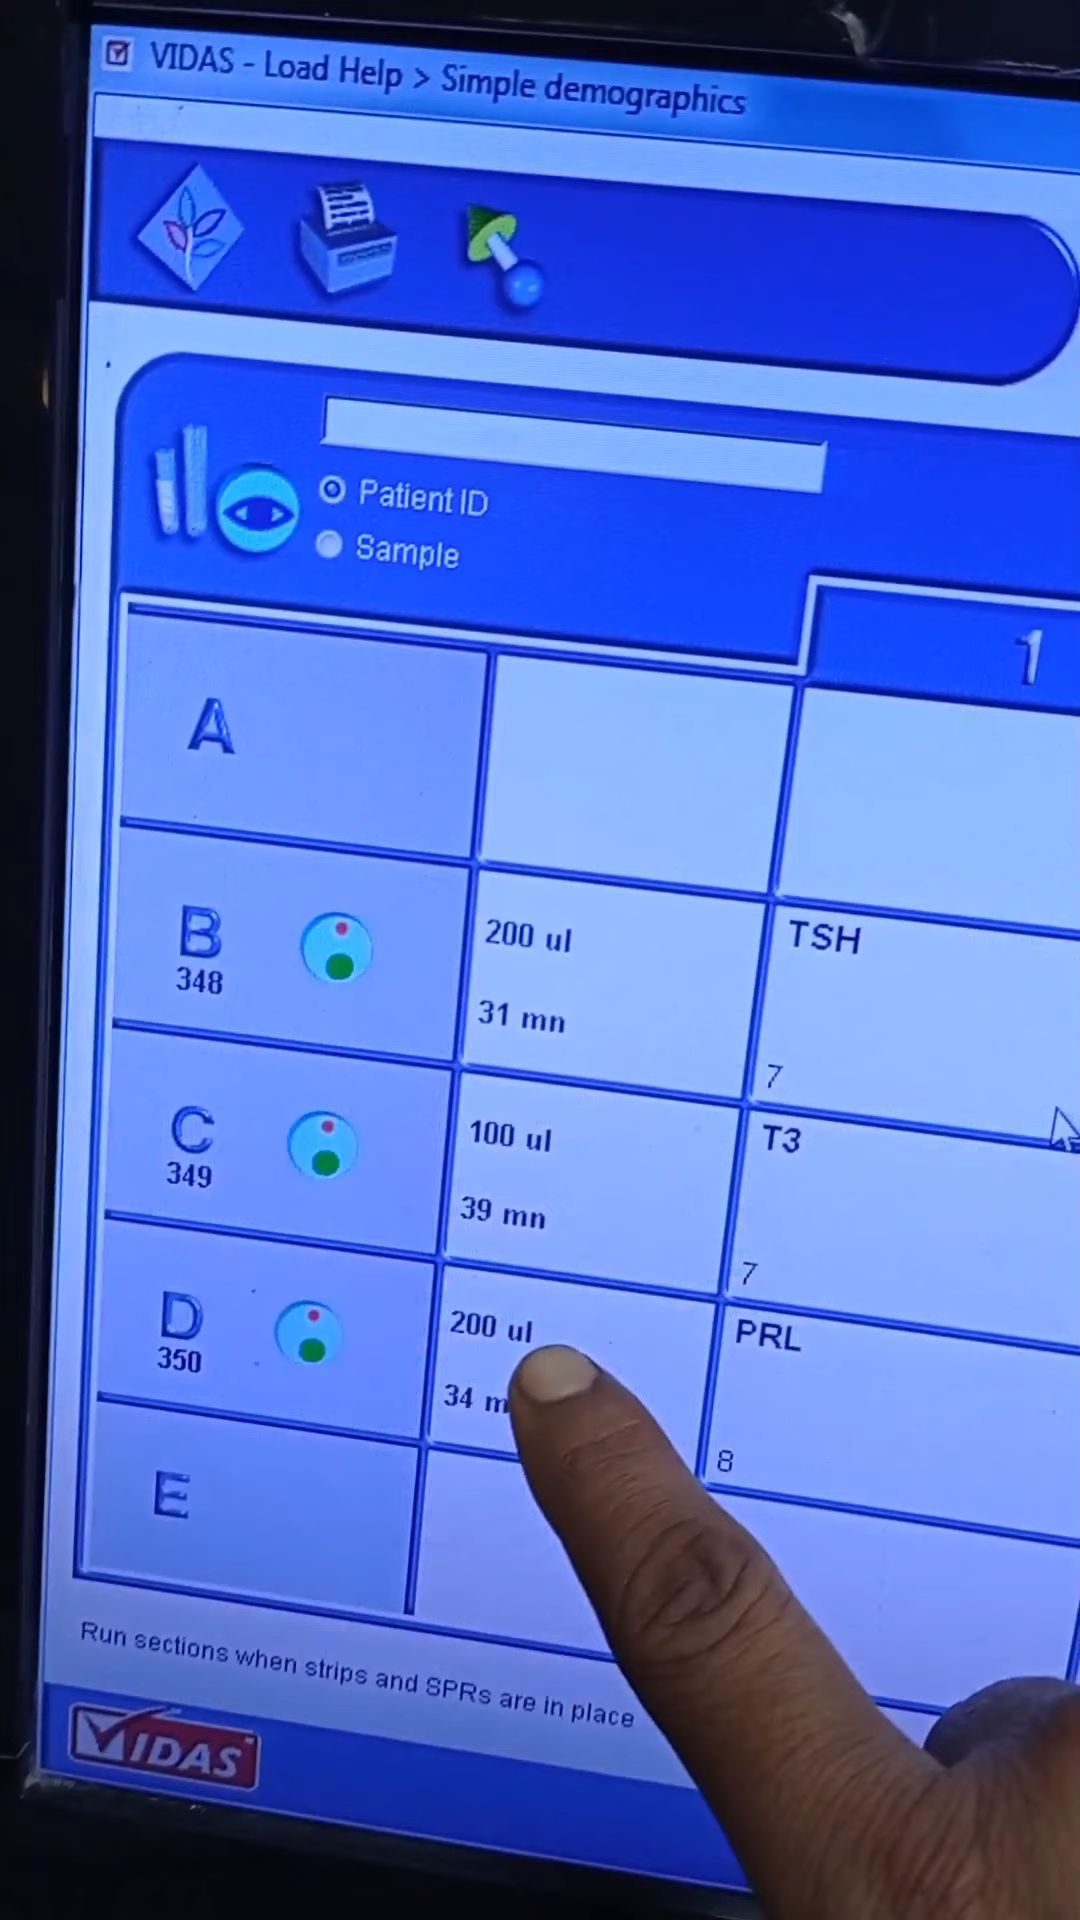 VIDAS - Load Help > Simple demographics
Patient ID
Sample
1
A
B
348
200 ul
31 mn
TSH
7
C
349
100 ul
39 mn
T3
7
D
350
200 ul
34 m
PRL
8
E
Run sections when strips and SPRs are in place
VIDAS